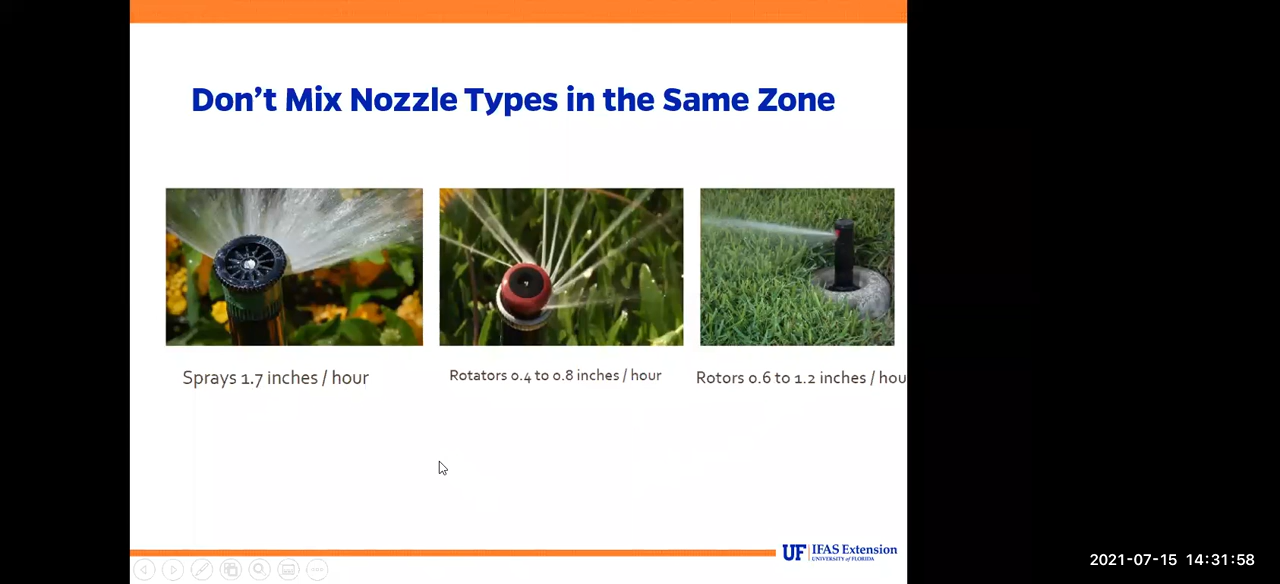 Don't Mix Nozzle Types in the Same Zone
Sprays 1.7 inches / hour
Rotators 0.4 to 0.8 inches / hour
Rotors 0.6 to 1.2 inches / hou
UF IFAS Extension
UNIVERSITY of FLORIDA
2021-07-15 14:31:58